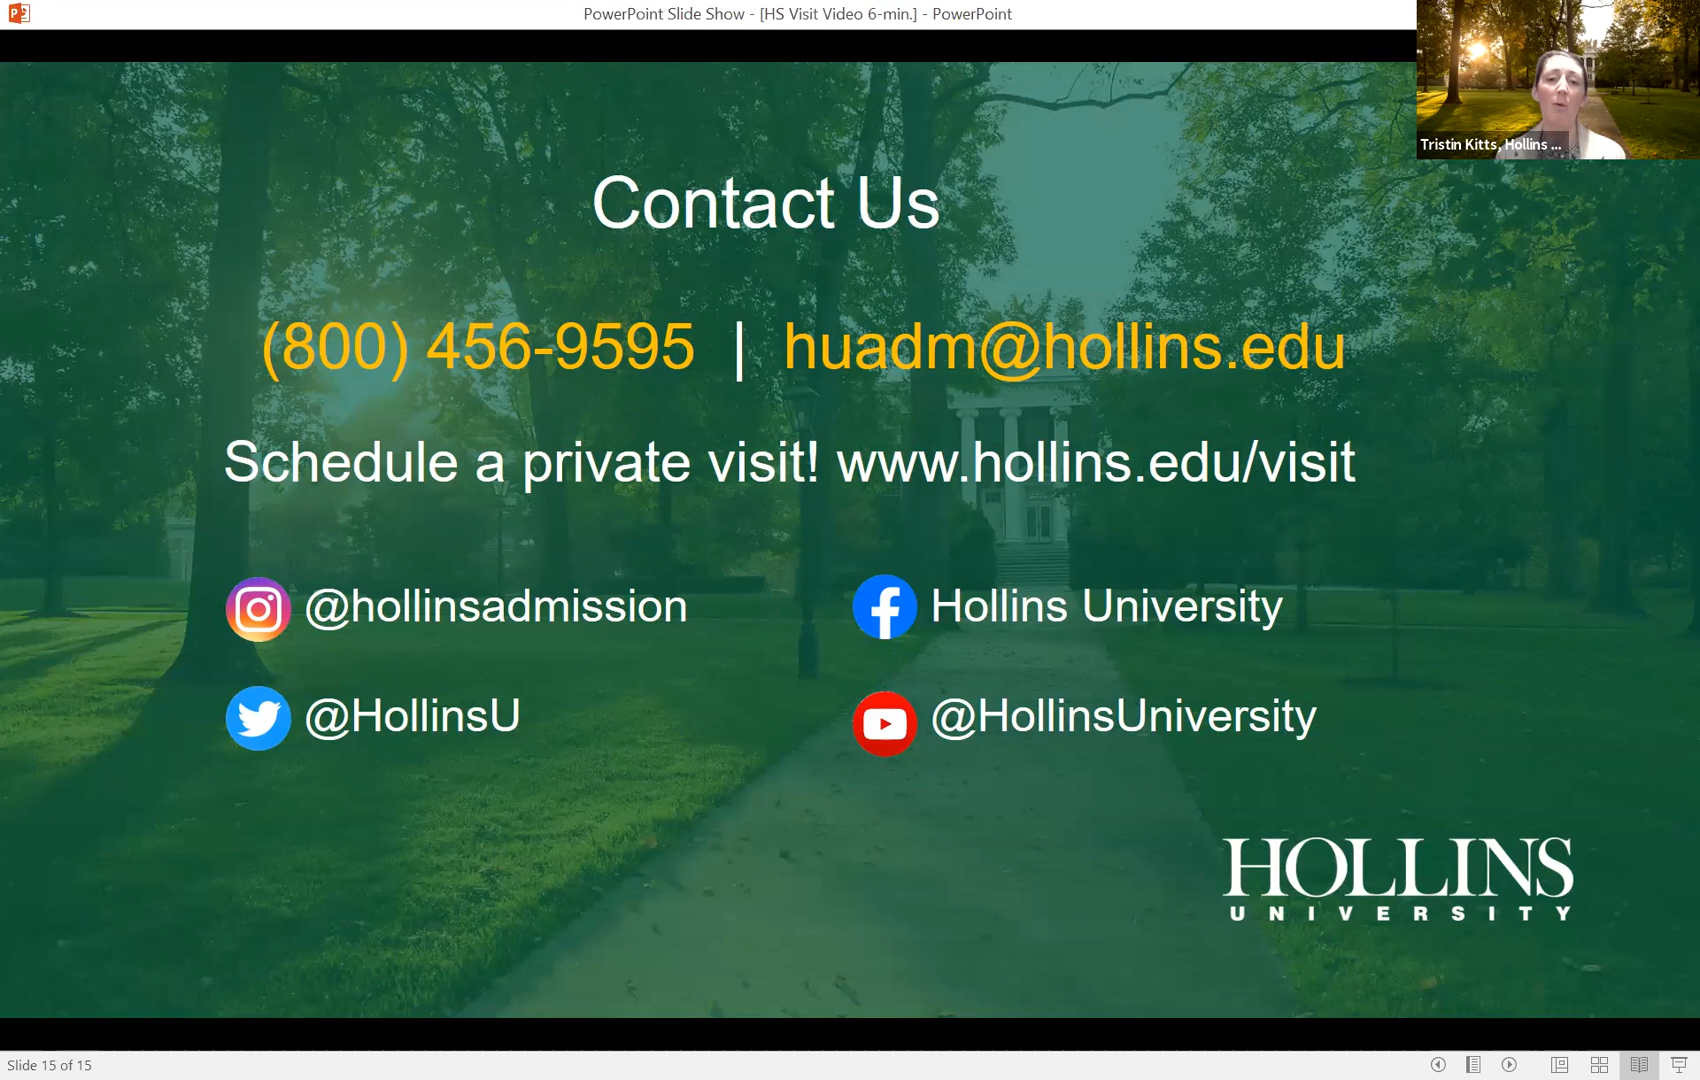 PowerPoint Slide Show - [HS Visit Video 6-min.] - PowerPoint
Tristin Kitts, Hollins ...
Contact Us
(800) 456-9595 | huadm@hollins.edu
Schedule a private visit! www.hollins.edu/visit
@hollinsadmission
Hollins University
@HollinsU
@HollinsUniversity
HOLLINS
UNIVERSITY
Slide 15 of 15